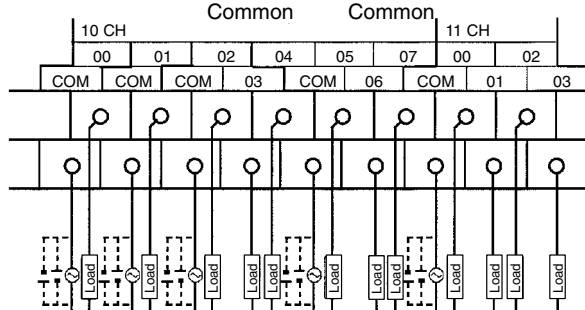 Common Common
10 CH 11 CH
00 01 02 04 05 07 00 02
COM COM COM 03 COM 06 COM 01 03
Load Load Load Load Load Load Load Load Load Load Load Load